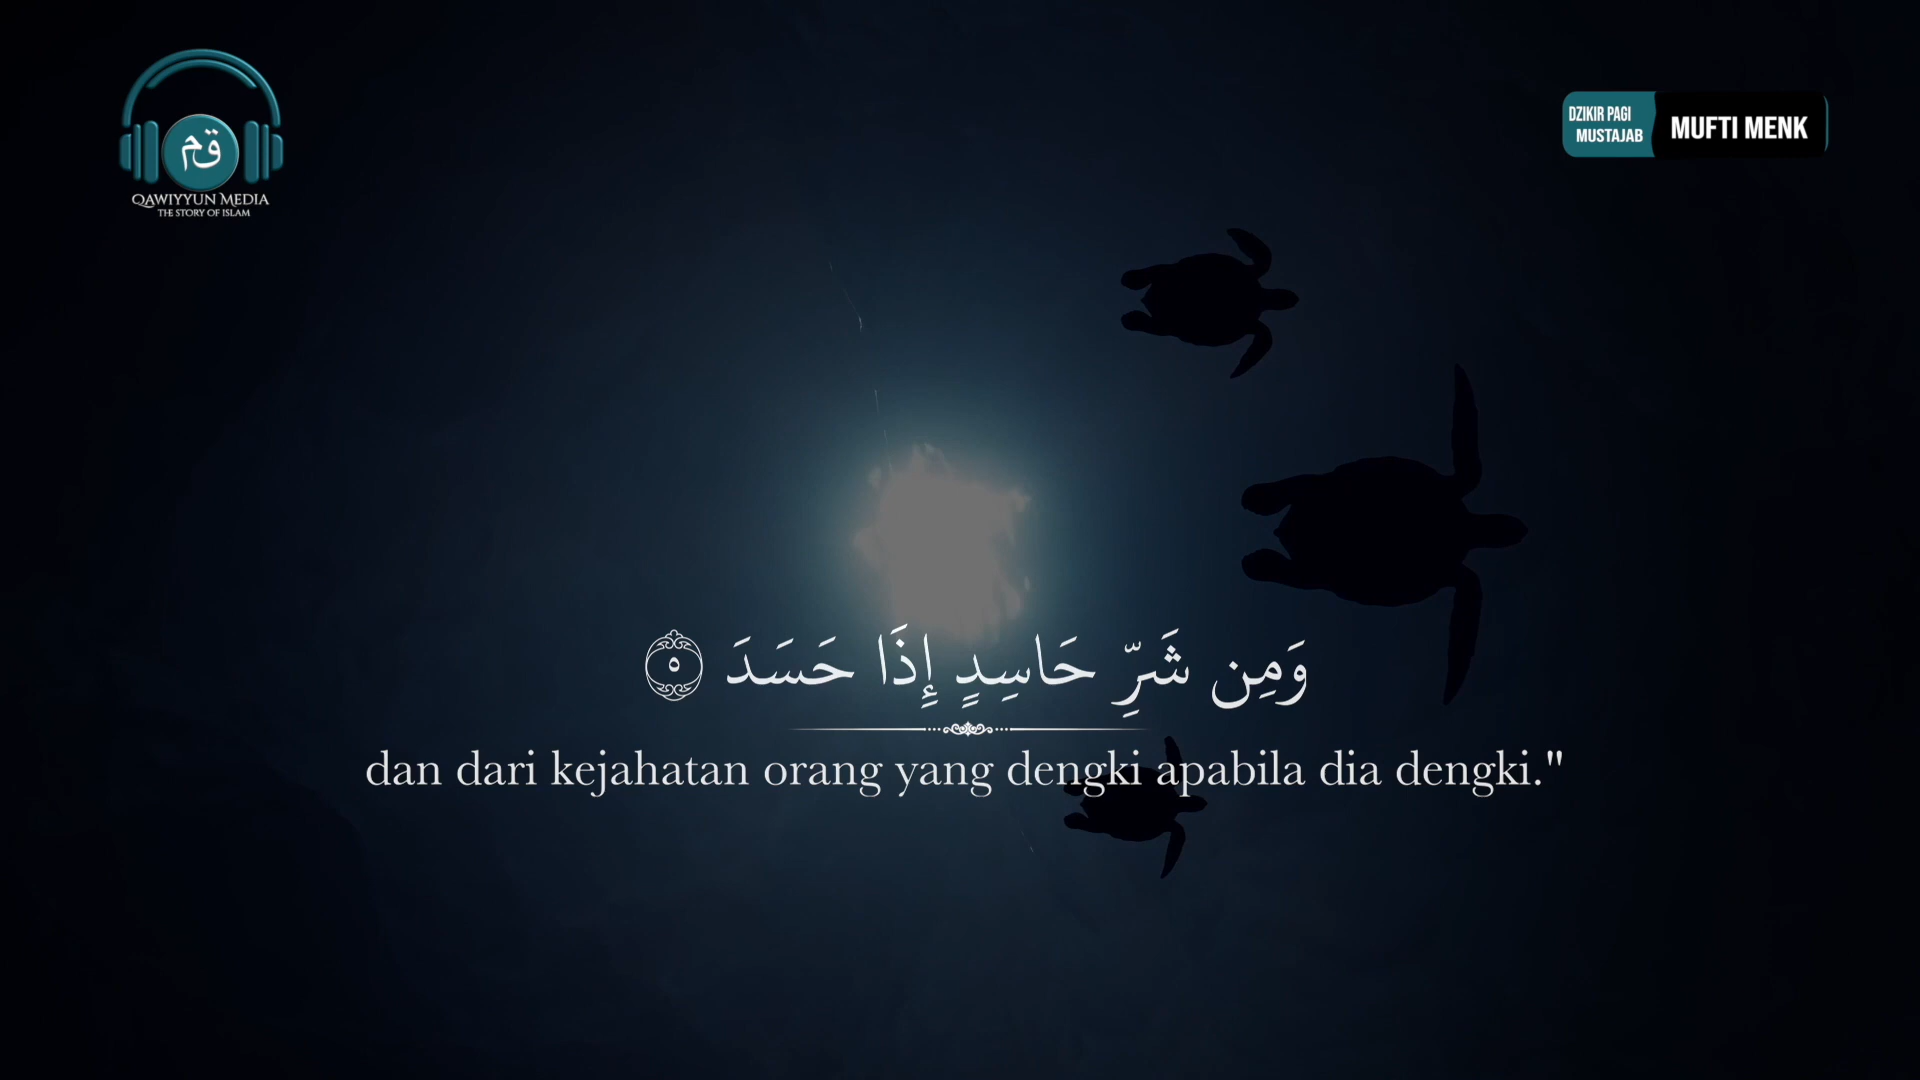 قم
QAWIYYUN MEDIA
THE STORY OF ISLAM
DZIKIR PAGI
MUSTAJAB
MUFTI MENK
وَمِن شَرِّ حَاسِدٍ إِذَا حَسَدَ ٥
dan dari kejahatan orang yang dengki apabila dia dengki."